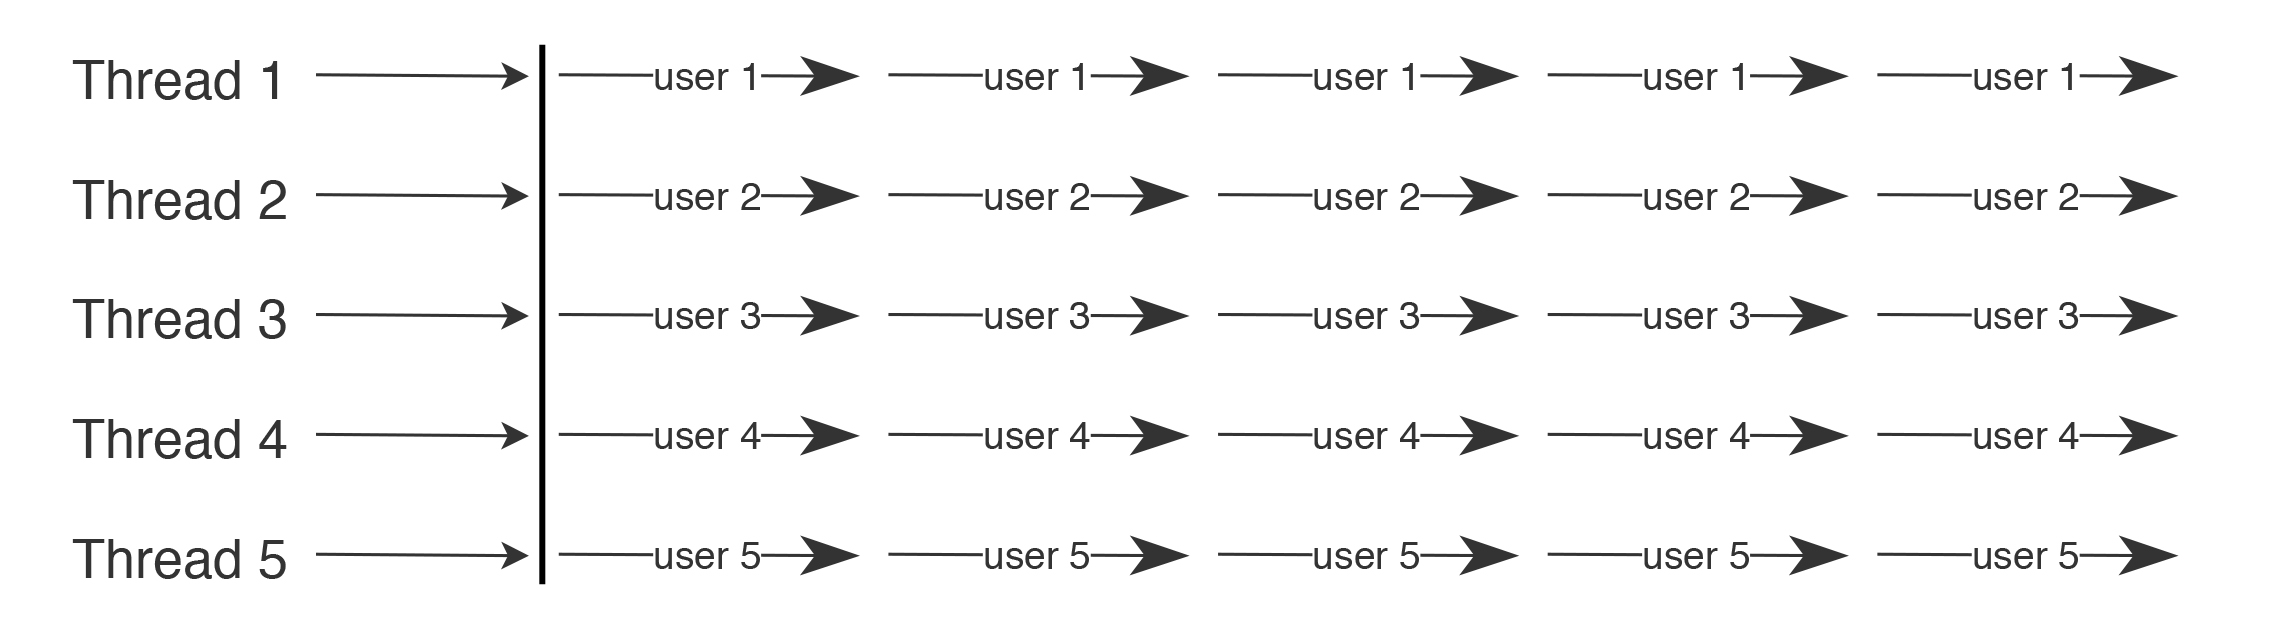 Thread 1 user 1 user 1 user 1 user 1 user 1
Thread 2 user 2 user 2 user 2 user 2 user 2
Thread 3 user 3 user 3 user 3 user 3 user 3
Thread 4 user 4 user 4 user 4 user 4 user 4
Thread 5 user 5 user 5 user 5 user 5 user 5